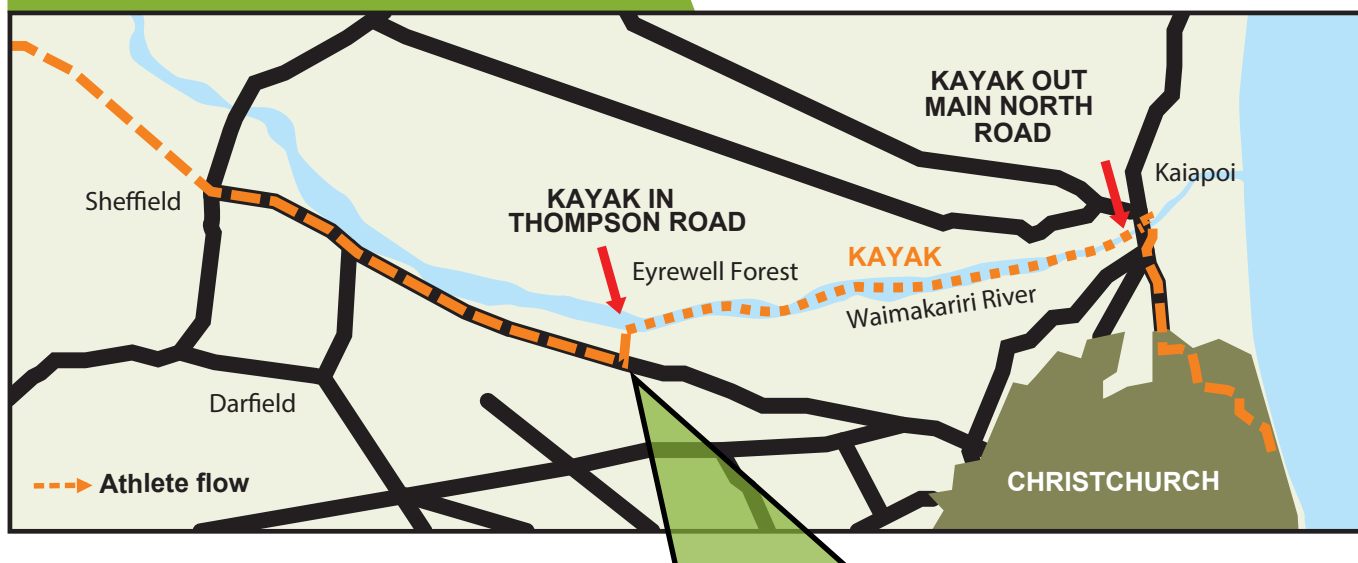 KAYAK OUT
MAIN NORTH
ROAD
Kaiapoi
Sheffield
KAYAK IN
THOMPSON ROAD
Eyrewell Forest
KAYAK
Waimakariri River
Darfield
Athlete flow
CHRISTCHURCH